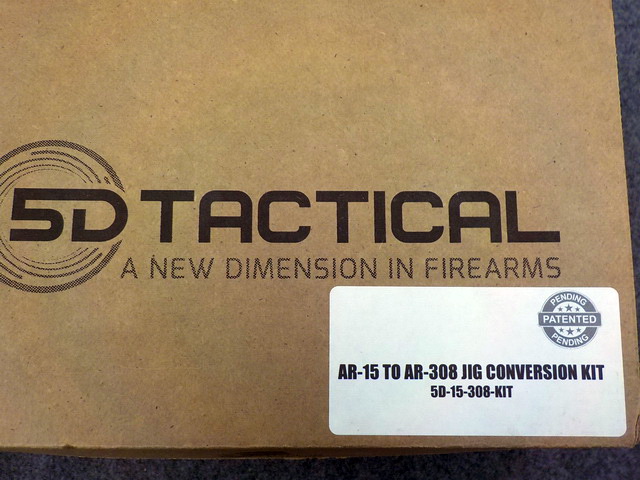 5D TACTICAL
A NEW DIMENSION IN FIREARMS
PENDING
PATENTED
PENDING
AR-15 TO AR-308 JIG CONVERSION KIT
5D-15-308-KIT